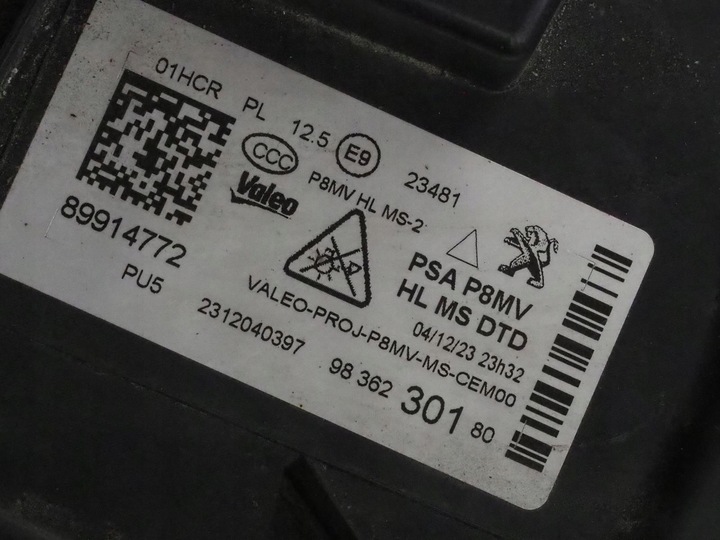 01HCR PL 12.5 E9 23481
CCC
Valeo
P8MV HL MS-2
89914772
PU5
PSA P8MV
HL MS DTD
04/12/23 23h32
VALEO-PROJ-P8MV-MS-CEM00
2312040397
98 362 301 80